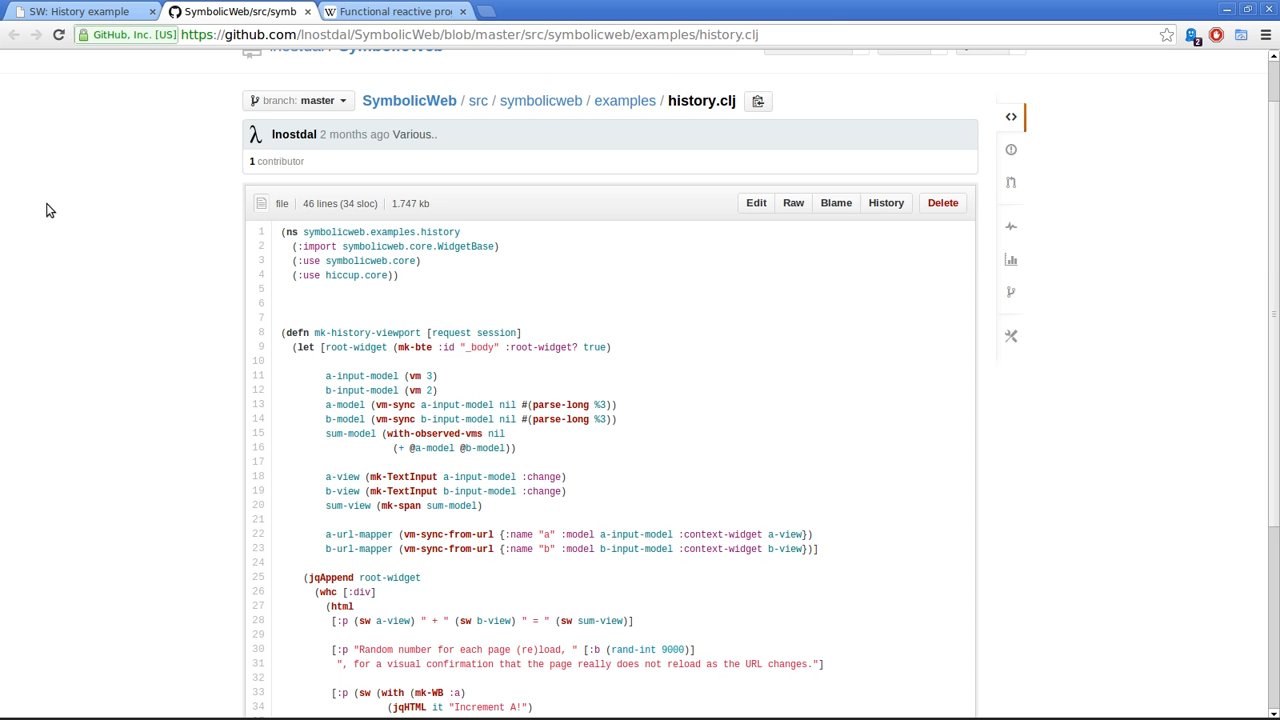 SW: History example
SymbolicWeb/src/symb
Functional reactive pro
GitHub, Inc. [US] https://github.com/lnostdal/SymbolicWeb/blob/master/src/symbolicweb/examples/history.clj
2
branch: master
SymbolicWeb / src / symbolicweb / examples / history.clj
lnostdal 2 months ago Various..
1 contributor
file 46 lines (34 sloc) 1.747 kb
Edit Raw Blame History Delete
1 (ns symbolicweb.examples.history
2 (:import symbolicweb.core.WidgetBase)
3 (:use symbolicweb.core)
4 (:use hiccup.core))
5
6
7
8 (defn mk-history-viewport [request session]
9 (let [root-widget (mk-bte :id "_body" :root-widget? true)
10
11 a-input-model (vm 3)
12 b-input-model (vm 2)
13 a-model (vm-sync a-input-model nil #(parse-long %3))
14 b-model (vm-sync b-input-model nil #(parse-long %3))
15 sum-model (with-observed-vms nil
16 (+ @a-model @b-model))
17
18 a-view (mk-TextInput a-input-model :change)
19 b-view (mk-TextInput b-input-model :change)
20 sum-view (mk-span sum-model)
21
22 a-url-mapper (vm-sync-from-url {:name "a" :model a-input-model :context-widget a-view})
23 b-url-mapper (vm-sync-from-url {:name "b" :model b-input-model :context-widget b-view})]
24
25 (jqAppend root-widget
26 (whc [:div]
27 (html
28 [:p (sw a-view) " + " (sw b-view) " = " (sw sum-view)]
29
30 [:p "Random number for each page (re)load, " [:b (rand-int 9000)]
31 ", for a visual confirmation that the page really does not reload as the URL changes."]
32
33 [:p (sw (with (mk-WB :a)
34 (jqHTML it "Increment A!")